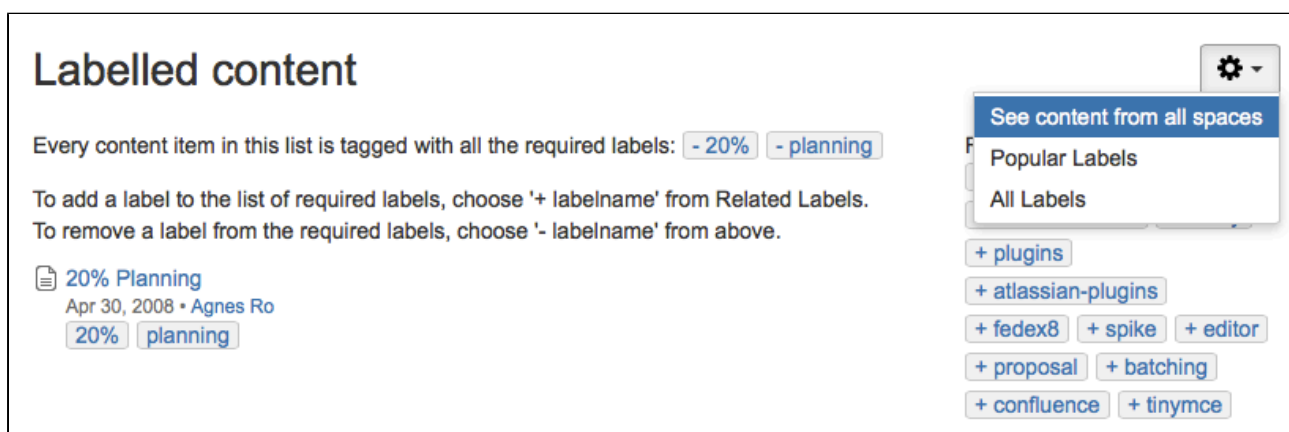 Labelled content
See content from all spaces
Popular Labels
All Labels
Every content item in this list is tagged with all the required labels: - 20% - planning
To add a label to the list of required labels, choose '+ labelname' from Related Labels.
To remove a label from the required labels, choose '- labelname' from above.
20% Planning
Apr 30, 2008 • Agnes Ro
20% planning
+ plugins
+ atlassian-plugins
+ fedex8 + spike + editor
+ proposal + batching
+ confluence + tinymce